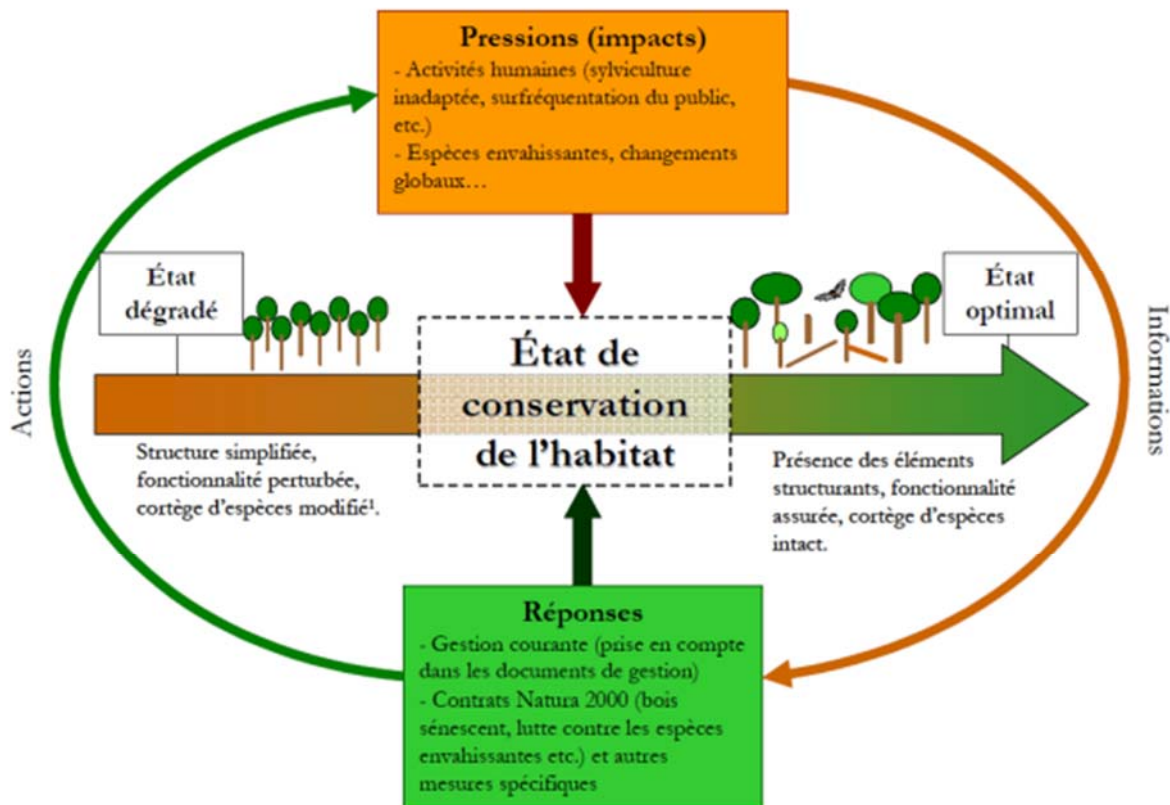 Pressions (impacts)
- Activités humaines (sylviculture
inadaptée, surfréquentation du public,
etc.)
- Espèces envahissantes, changements
globaux…
État
dégradé
État
optimal
Actions
Informations
État de
conservation
de l'habitat
Structure simplifiée,
fonctionnalité perturbée,
cortège d'espèces modifié¹.
Présence des éléments
structurants, fonctionnalité
assurée, cortège d'espèces
intact.
Réponses
- Gestion courante (prise en compte
dans les documents de gestion)
- Contrats Natura 2000 (bois
sénescent, lutte contre les espèces
envahissantes etc.) et autres
mesures spécifiques